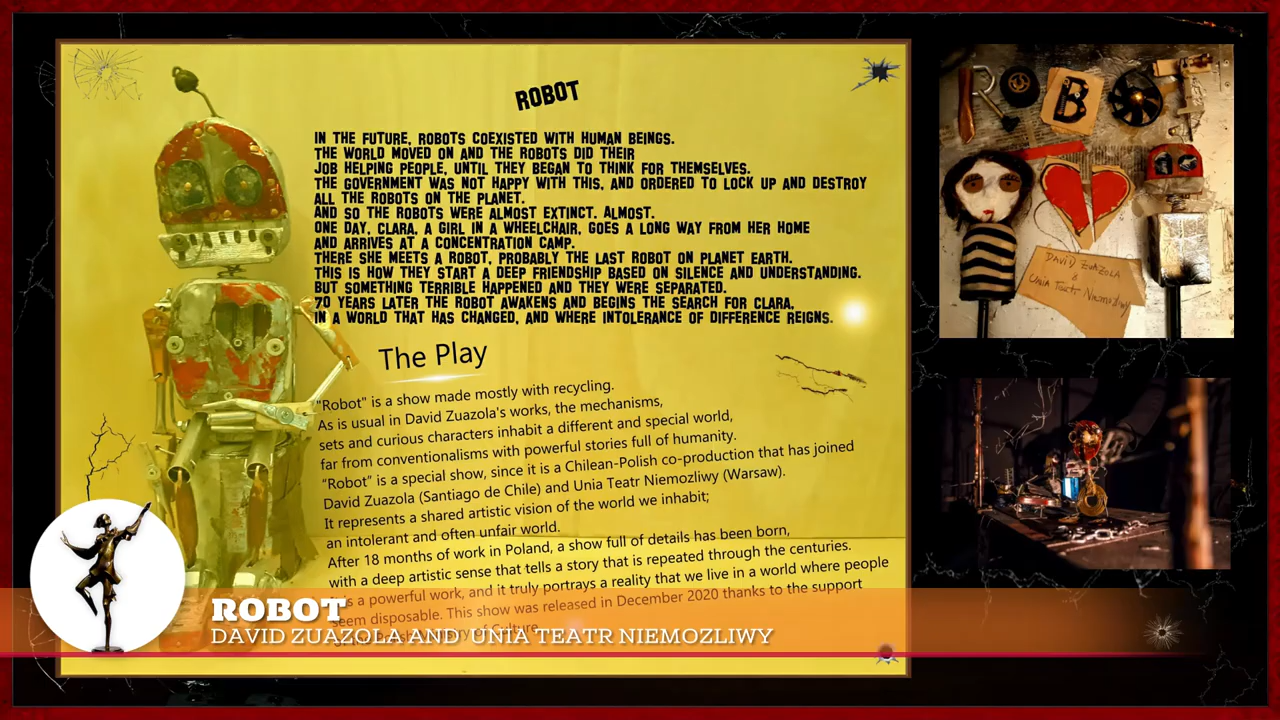 ROBOT
IN THE FUTURE, ROBOTS COEXISTED WITH HUMAN BEINGS.
THE WORLD MOVED ON AND THE ROBOTS DID THEIR
JOB HELPING PEOPLE, UNTIL THEY BEGAN TO THINK FOR THEMSELVES.
THE GOVERNMENT WAS NOT HAPPY WITH THIS, AND ORDERED TO LOCK UP AND DESTROY
ALL THE ROBOTS ON THE PLANET.
AND SO THE ROBOTS WERE ALMOST EXTINCT. ALMOST.
ONE DAY, CLARA, A GIRL IN A WHEELCHAIR, GOES A LONG WAY FROM HER HOME
AND ARRIVES AT A CONCENTRATION CAMP.
THERE SHE MEETS A ROBOT, PROBABLY THE LAST ROBOT ON PLANET EARTH.
THIS IS HOW THEY START A DEEP FRIENDSHIP BASED ON SILENCE AND UNDERSTANDING.
BUT SOMETHING TERRIBLE HAPPENED AND THEY WERE SEPARATED.
70 YEARS LATER THE ROBOT AWAKENS AND BEGINS THE SEARCH FOR CLARA.
IN A WORLD THAT HAS CHANGED, AND WHERE INTOLERANCE OF DIFFERENCE REIGNS.
The Play
"Robot" is a show made mostly with recycling.
As is usual in David Zuazola's works, the mechanisms,
sets and curious characters inhabit a different and special world,
far from conventionalisms with powerful stories full of humanity.
"Robot" is special show, since it is a Chilean-Polish co-production that has joined
David Zuazola (Santiago de Chile) and Unia Teatr Niemozliwy (Warsaw).
It represents a shared artistic vision of the world we inhabit;
an intolerant and often unfair world.
After 18 months of work in Poland, a show full of details has been born,
with a deep artistic sense that tells a story that is repeated through the centuries.
is a powerful work, and it truly portrays a reality that we live in a world where people
seem disposable. This show was released in December 2020 thanks to the support
of Culture
B
David Zuazola
&
Unia Teatr Niemozliwy
ROBOT
DAVID ZUAZOLA AND UNIA TEATR NIEMOZLIWY